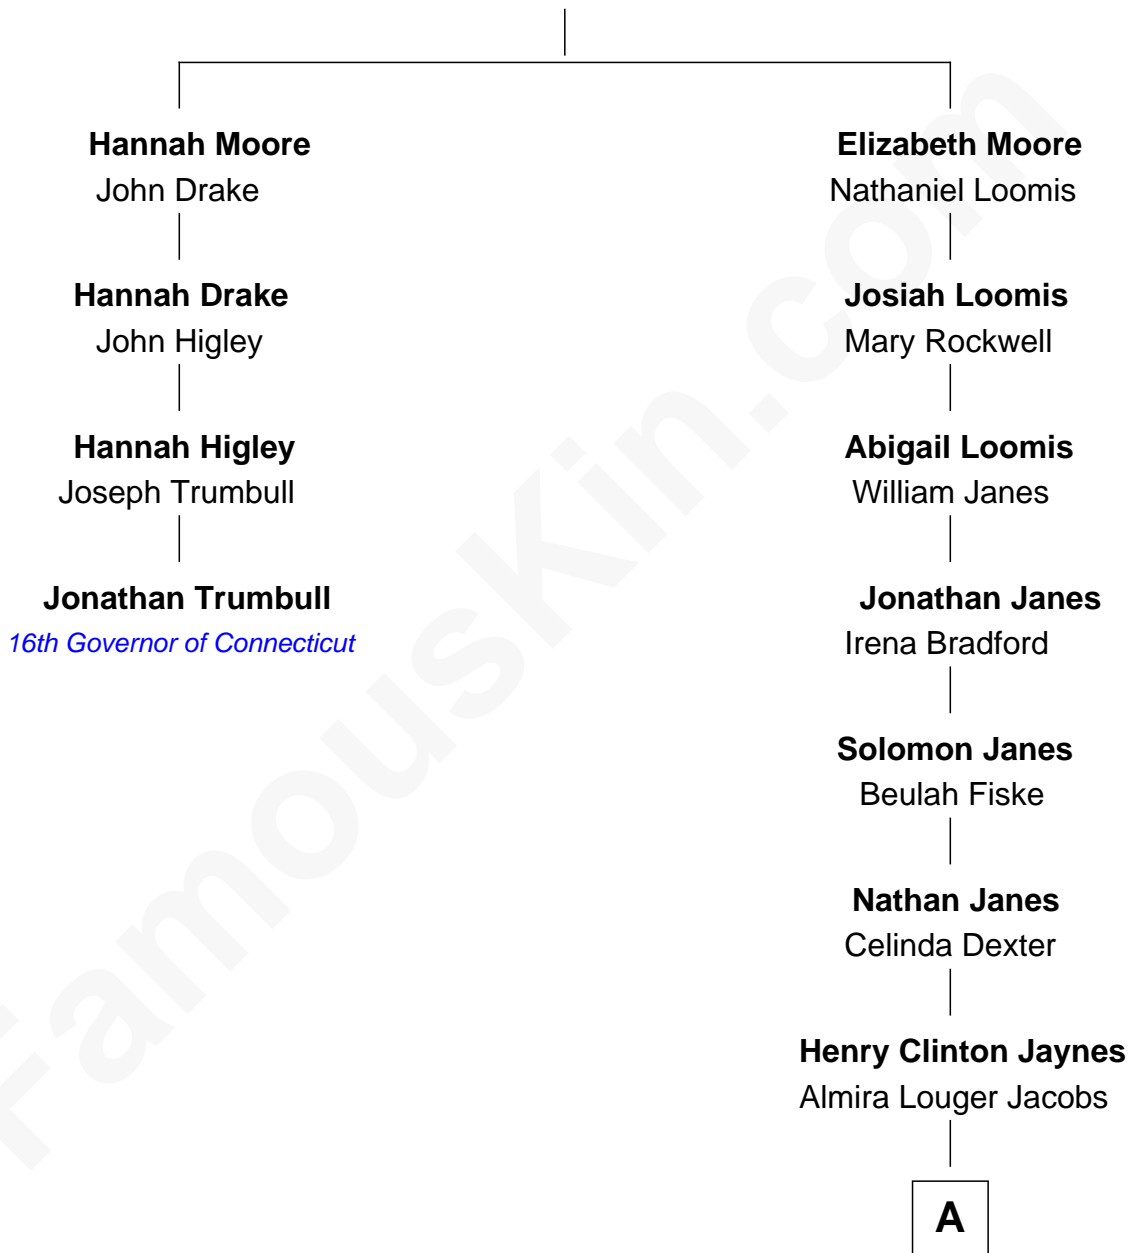 Hannah Moore
John Drake
Elizabeth Moore
Nathaniel Loomis
Hannah Drake
John Higley
Josiah Loomis
Mary Rockwell
Hannah Higley
Joseph Trumbull
Abigail Loomis
William Janes
Jonathan Trumbull
16th Governor of Connecticut
Jonathan Janes
Irena Bradford
Solomon Janes
Beulah Fiske
Nathan Janes
Celinda Dexter
Henry Clinton Jaynes
Almira Louger Jacobs
A
FamousKin.com